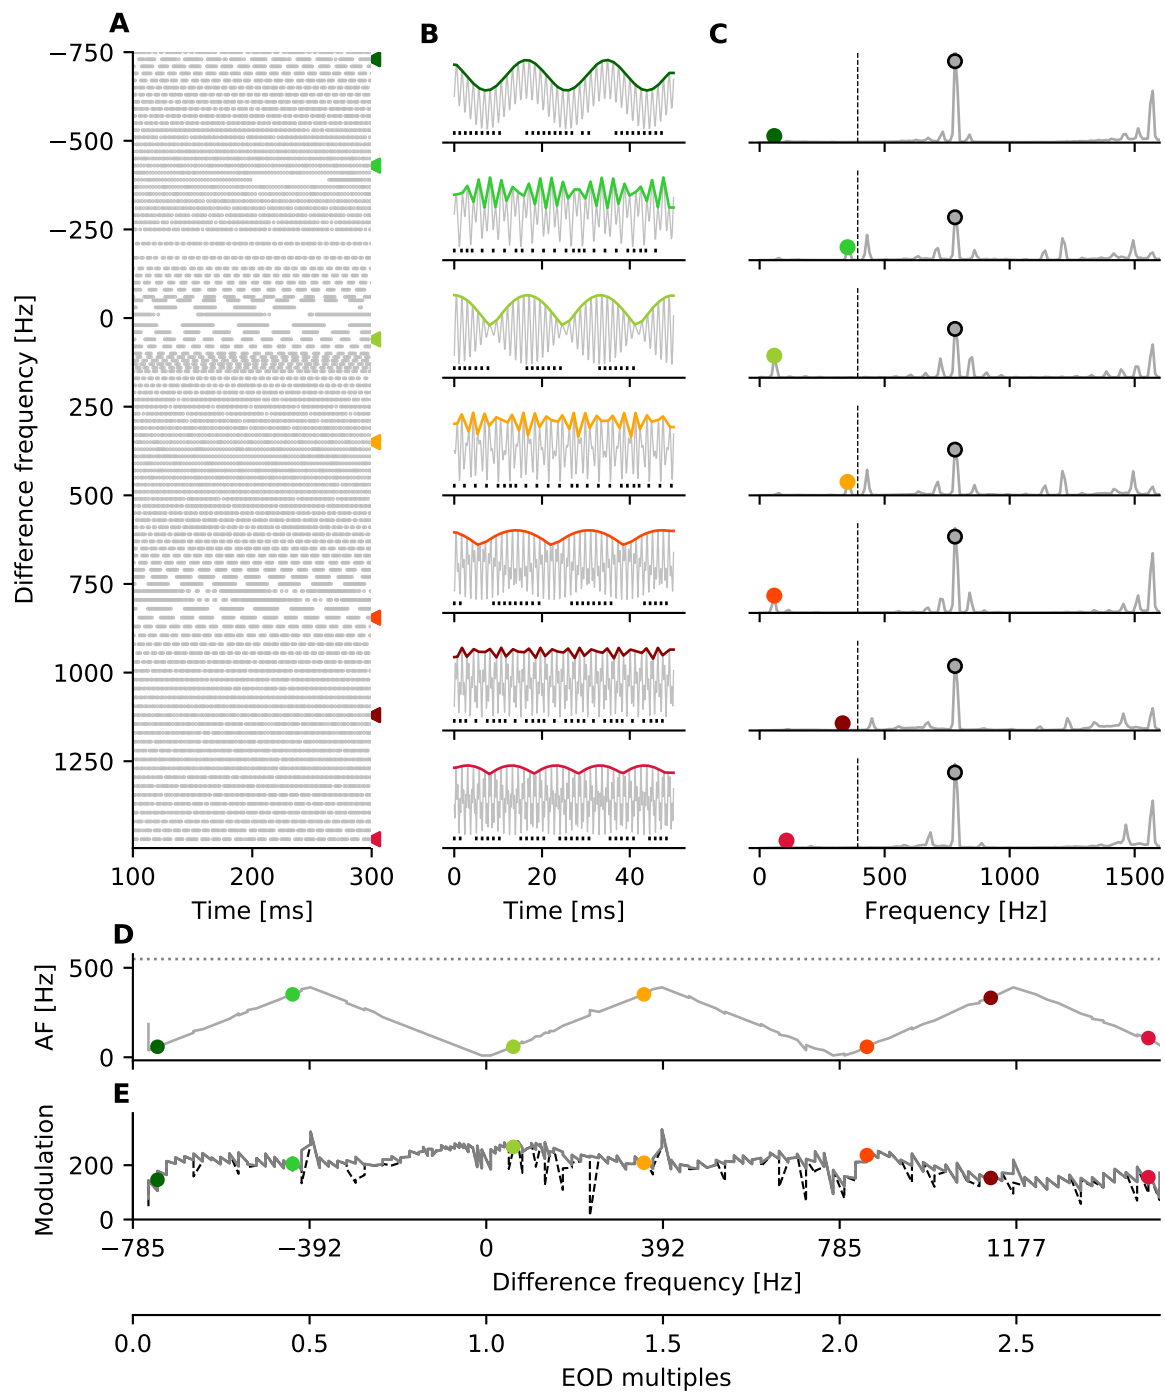 A
B
C
−750
−500
−250
0
250
500
750
1000
1250
Difference frequency [Hz]
100 200 300
0 20 40
0 500 1000 1500
Time [ms]
Time [ms]
Frequency [Hz]
D
500
0
AF [Hz]
E
200
0
Modulation
−785 −392 0 392 785 1177
Difference frequency [Hz]
0.0 0.5 1.0 1.5 2.0 2.5
EOD multiples